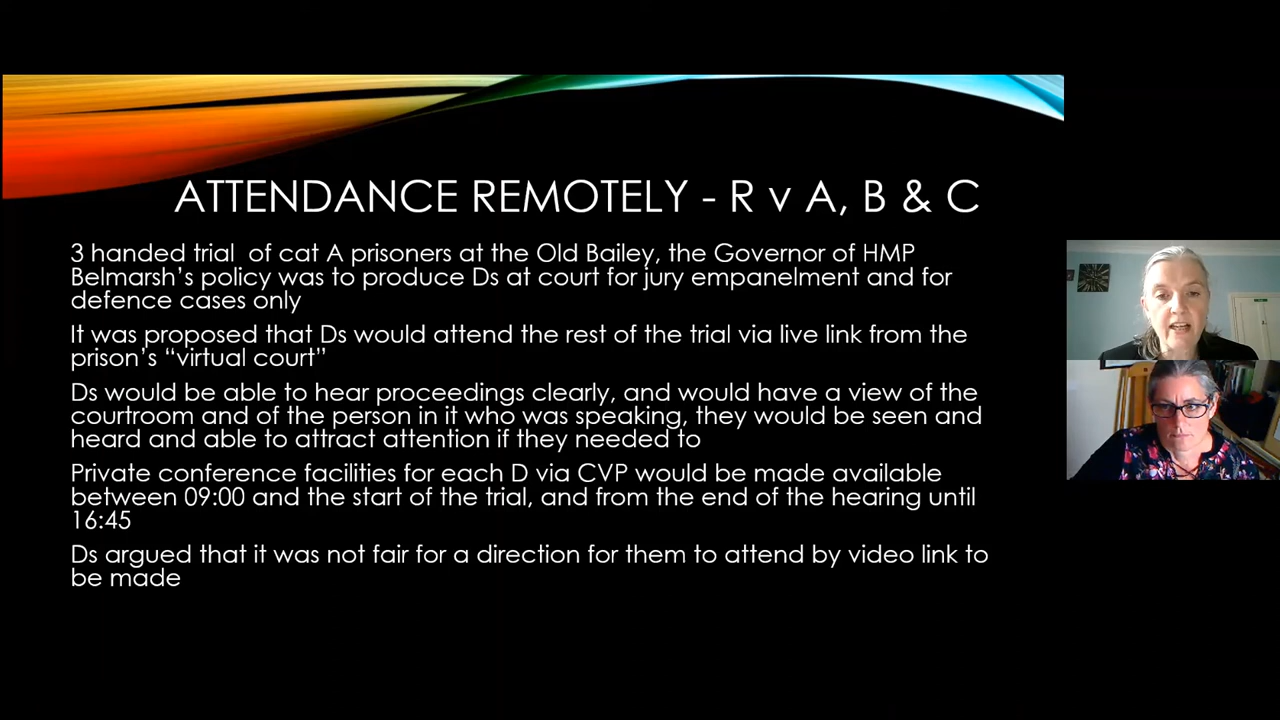 ATTENDANCE REMOTELY - R v A, B & C
3 handed trial of cat A prisoners at the Old Bailey, the Governor of HMP
Belmarsh's policy was to produce Ds at court for jury empanelment and for
defence cases only
It was proposed that Ds would attend the rest of the trial via live link from the
prison's “virtual court”
Ds would be able to hear proceedings clearly, and would have a view of the
courtroom and of the person in it who was speaking, they would be seen and
heard and able to attract attention if they needed to
Private conference facilities for each D via CVP would be made available
between 09:00 and the start of the trial, and from the end of the hearing until
16:45
Ds argued that it was not fair for a direction for them to attend by video link to
be made